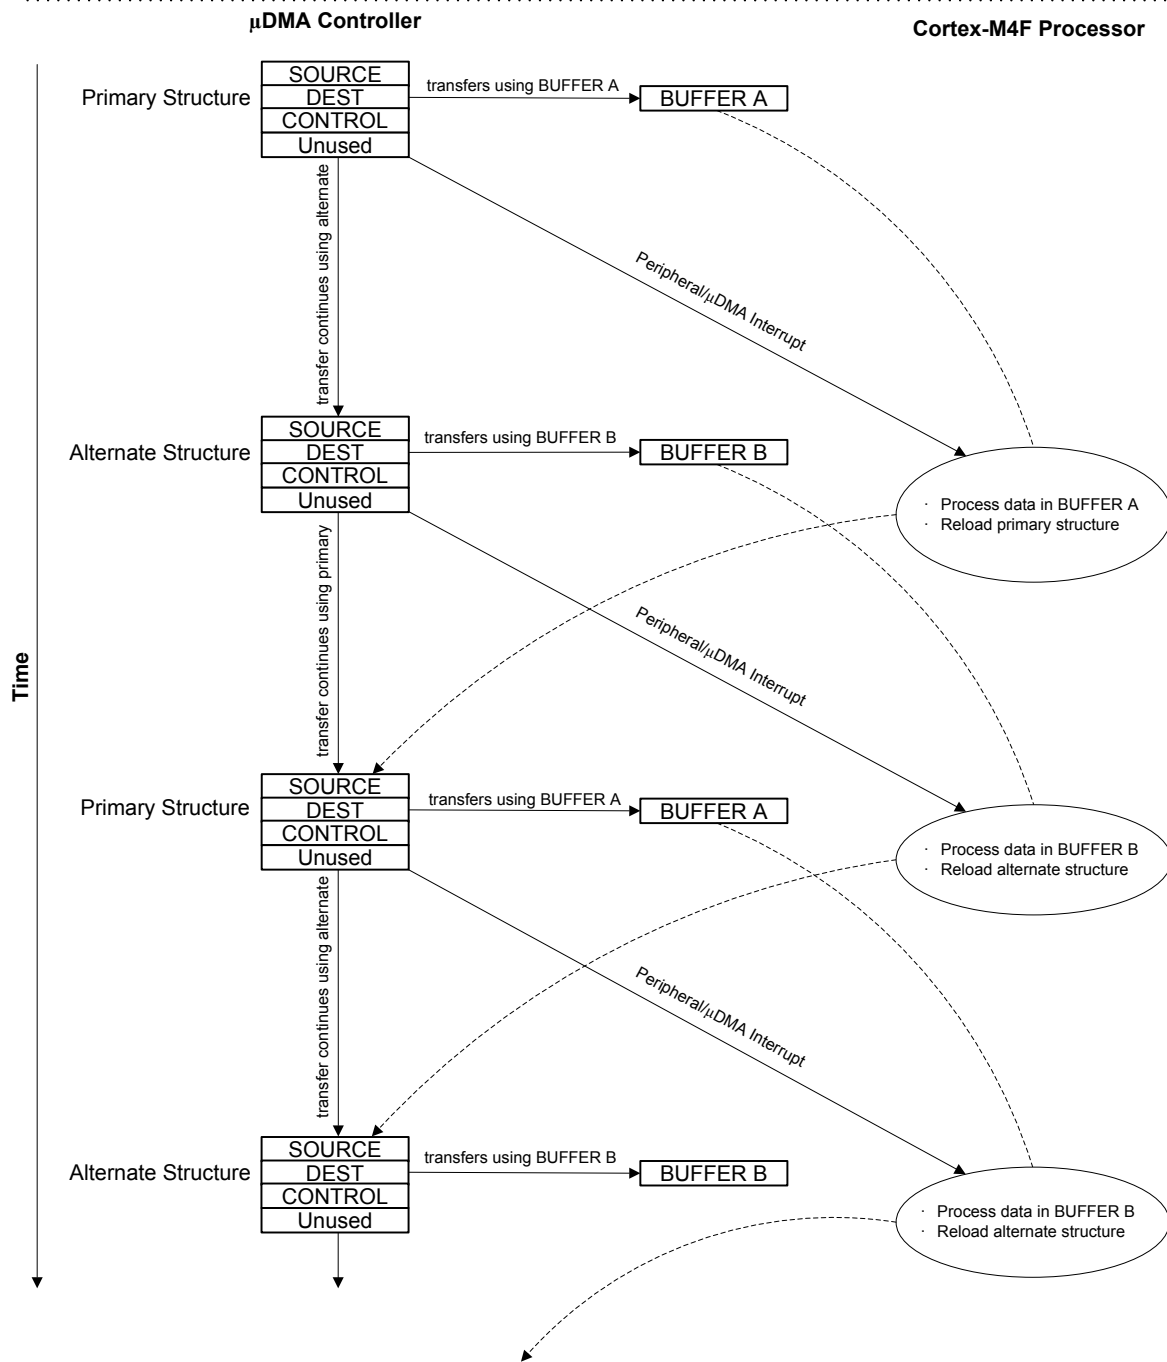 μDMA Controller
Cortex-M4F Processor
Primary Structure
SOURCE
DEST
CONTROL
Unused
transfers using BUFFER A
BUFFER A
transfer continues using alternate
Peripheral/μDMA Interrupt
Alternate Structure
SOURCE
DEST
CONTROL
Unused
transfers using BUFFER B
BUFFER B
· Process data in BUFFER A
· Reload primary structure
transfer continues using primary
Peripheral/μDMA Interrupt
Time
Primary Structure
SOURCE
DEST
CONTROL
Unused
transfers using BUFFER A
BUFFER A
· Process data in BUFFER B
· Reload alternate structure
transfer continues using alternate
Peripheral/μDMA Interrupt
Alternate Structure
SOURCE
DEST
CONTROL
Unused
transfers using BUFFER B
BUFFER B
· Process data in BUFFER B
· Reload alternate structure